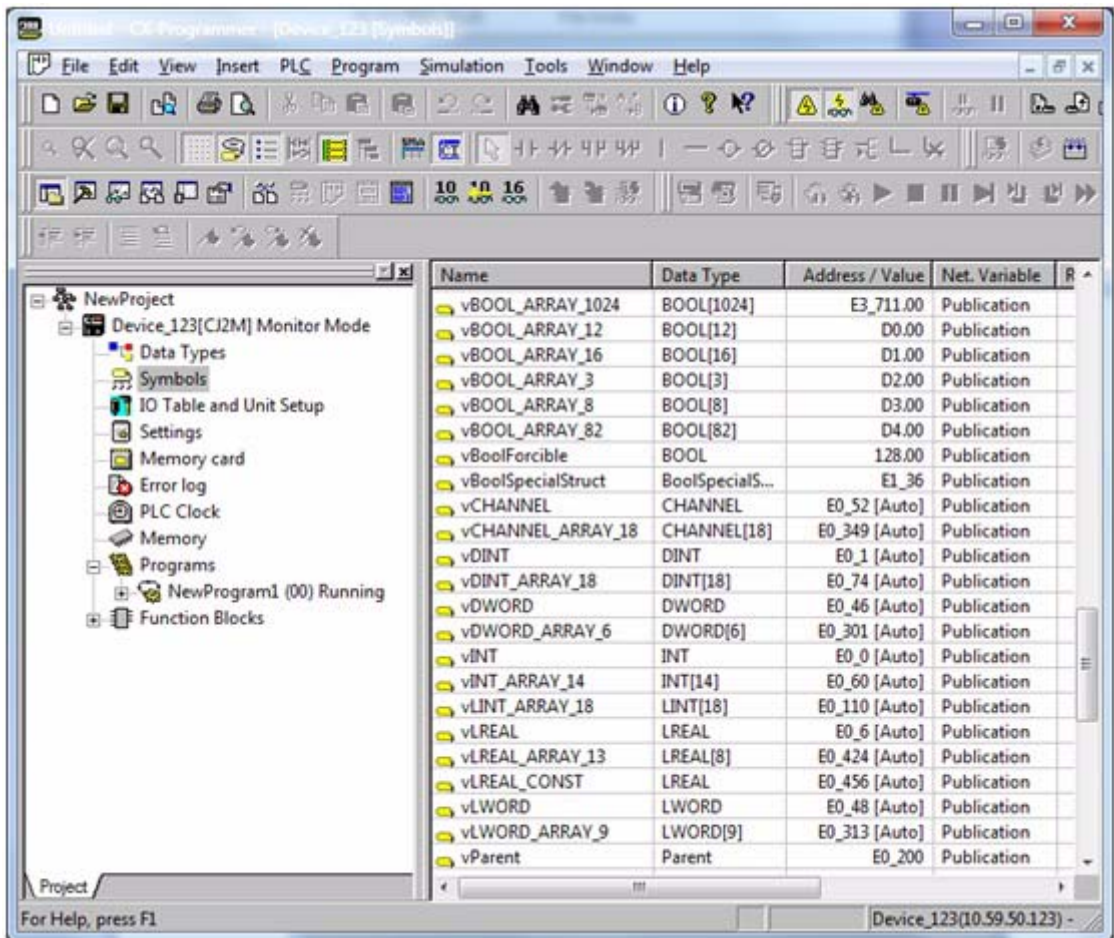 Untitled - CX-Programmer - [Device_123 [Symbols]]
File Edit View Insert PLC Program Simulation Tools Window Help
10 10 16
Name Data Type Address / Value Net. Variable R
NewProject
Device_123[CJ2M] Monitor Mode
Data Types
Symbols
IO Table and Unit Setup
Settings
Memory card
Error log
PLC Clock
Memory
Programs
NewProgram1 (00) Running
Function Blocks
Project
vBOOL_ARRAY_1024 BOOL[1024] E3_711.00 Publication
vBOOL_ARRAY_12 BOOL[12] D0.00 Publication
vBOOL_ARRAY_16 BOOL[16] D1.00 Publication
vBOOL_ARRAY_3 BOOL[3] D2.00 Publication
vBOOL_ARRAY_8 BOOL[8] D3.00 Publication
vBOOL_ARRAY_82 BOOL[82] D4.00 Publication
vBoolForcible BOOL 128.00 Publication
vBoolSpecialStruct BoolSpecialS... E1_36 Publication
vCHANNEL CHANNEL E0_52 [Auto] Publication
vCHANNEL_ARRAY_18 CHANNEL[18] E0_349 [Auto] Publication
vDINT DINT E0_1 [Auto] Publication
vDINT_ARRAY_18 DINT[18] E0_74 [Auto] Publication
vDWORD DWORD E0_46 [Auto] Publication
vDWORD_ARRAY_6 DWORD[6] E0_301 [Auto] Publication
vINT INT E0_0 [Auto] Publication
vINT_ARRAY_14 INT[14] E0_60 [Auto] Publication
vLINT_ARRAY_18 LINT[18] E0_110 [Auto] Publication
vLREAL LREAL E0_6 [Auto] Publication
vLREAL_ARRAY_13 LREAL[8] E0_424 [Auto] Publication
vLREAL_CONST LREAL E0_456 [Auto] Publication
vLWORD LWORD E0_48 [Auto] Publication
vLWORD_ARRAY_9 LWORD[9] E0_313 [Auto] Publication
vParent Parent E0_200 Publication
For Help, press F1
Device_123(10.59.50.123) -